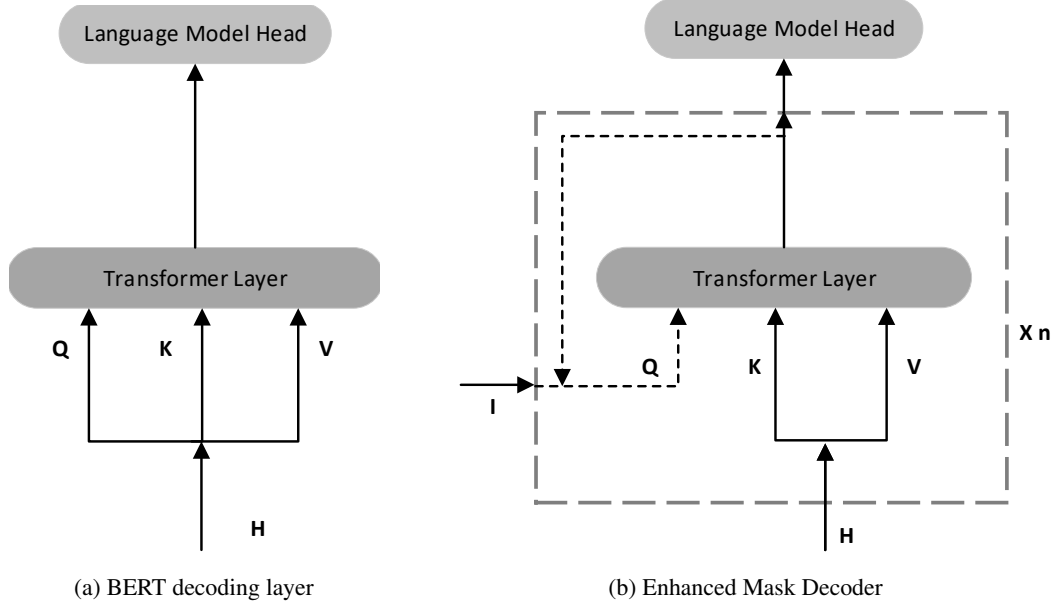 Language Model Head
Transformer Layer
Q
K
V
H
(a) BERT decoding layer
Language Model Head
Transformer Layer
Q
K
V
X n
I
H
(b) Enhanced Mask Decoder